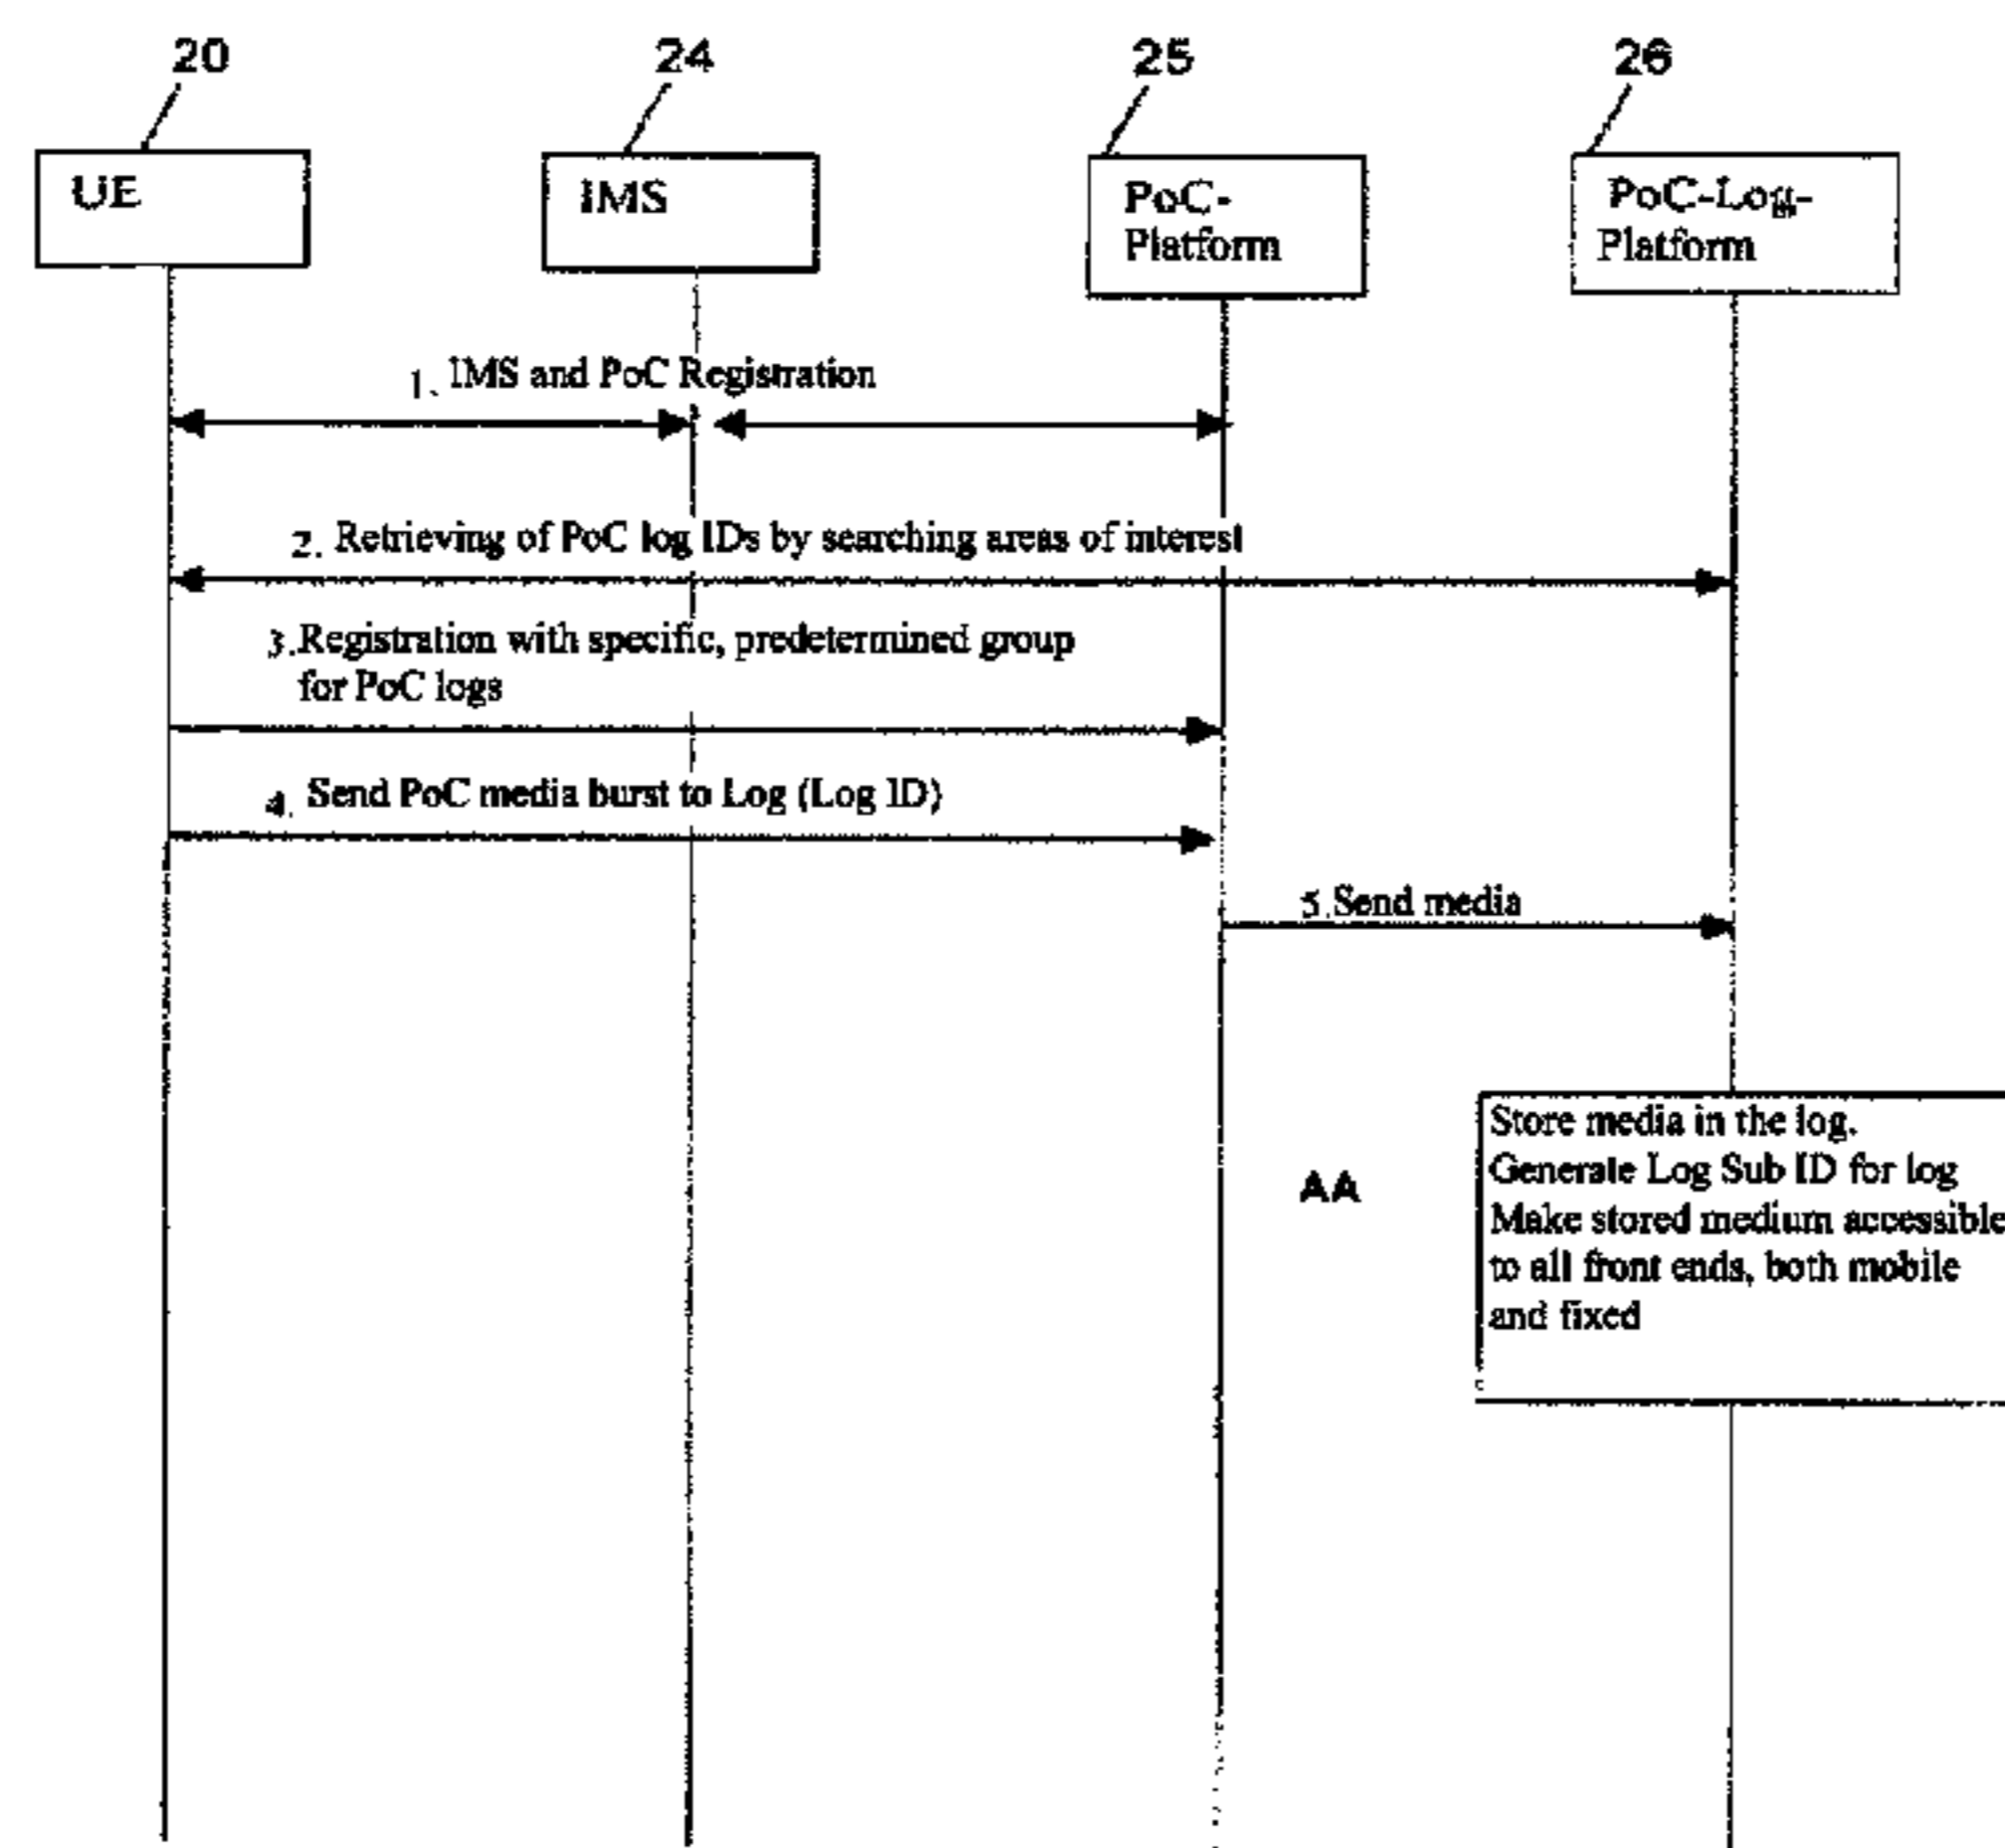 20
24
25
26
UE
IMS
PoC-
Platform
PoC-Log-
Platform
1. IMS and PoC Registration
2. Retrieving of PoC log IDs by searching areas of interest
3. Registration with specific, predetermined group
for PoC logs
4. Send PoC media burst to Log (Log ID)
5. Send media
AA
Store media in the log.
Generate Log Sub ID for log
Make stored medium accessible
to all front ends, both mobile
and fixed